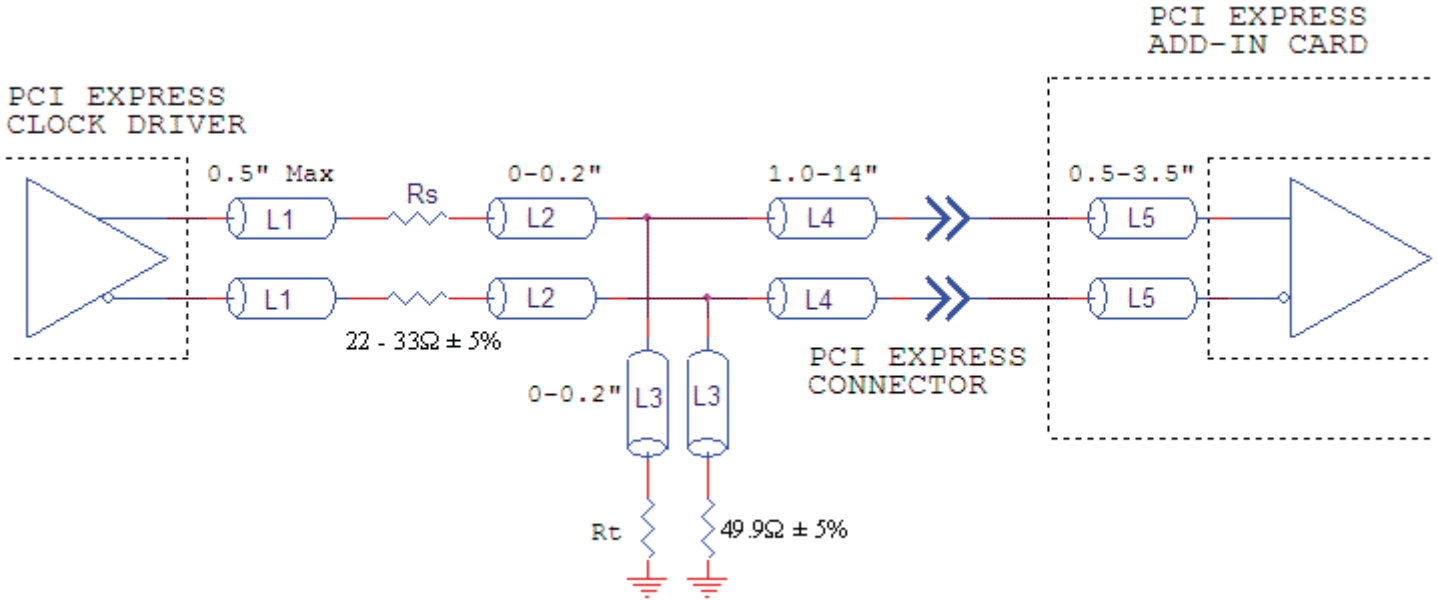 PCI EXPRESS
ADD-IN CARD
PCI EXPRESS
CLOCK DRIVER
0.5" Max
Rs
0-0.2"
1.0-14"
0.5-3.5"
L1
L2
L4
L5
L1
L2
L4
L5
22 - 33Ω ± 5%
PCI EXPRESS
CONNECTOR
0-0.2"
L3
L3
Rt
49.9Ω ± 5%